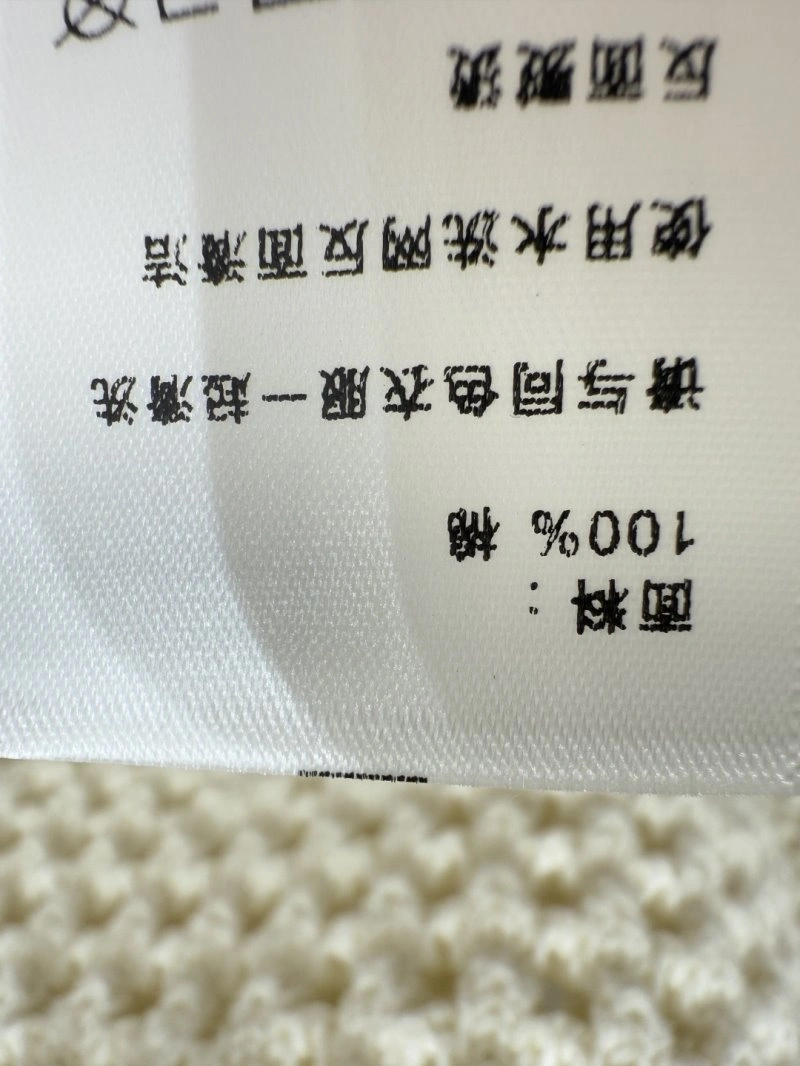 面料：
100% 棉
请与同色衣服一起清洗
使用水洗网反面清洁
反面熨烫